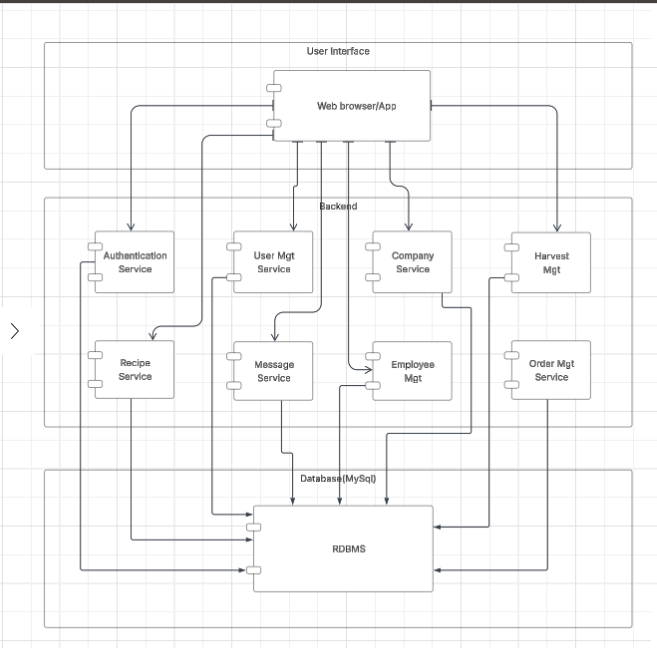 User Interface
Web browser/App
Backend
Authentication
Service
User Mgt
Service
Company
Service
Harvest
Mgt
Recipe
Service
Message
Service
Employee
Mgt
Order Mgt
Service
Database(MySql)
RDBMS